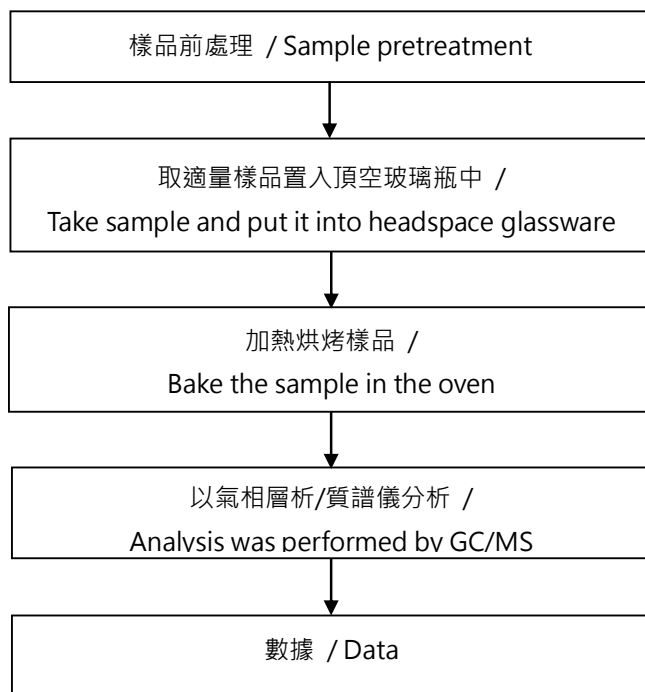 樣品前處理 / Sample pretreatment
取適量樣品置入頂空玻璃瓶中 /
Take sample and put it into headspace glassware
加熱烘烤樣品 /
Bake the sample in the oven
以氣相層析/質譜儀分析 /
Analysis was performed by GC/MS
數據 / Data